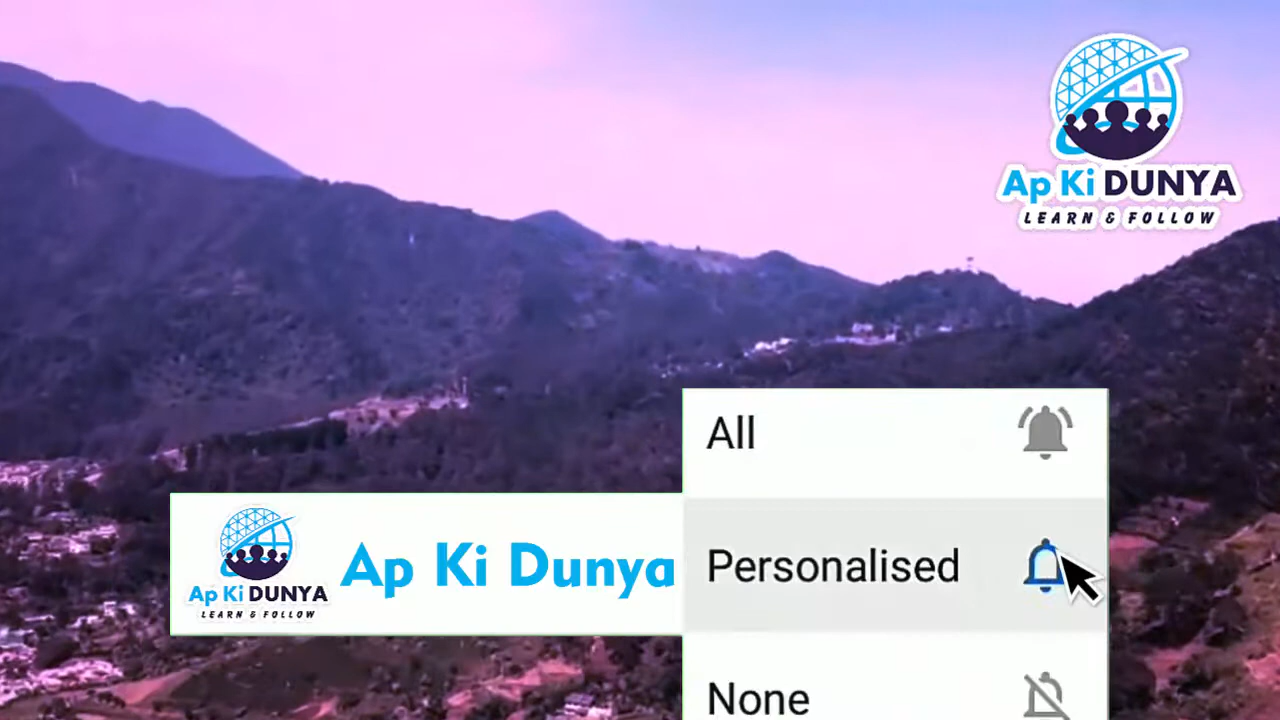 Ap Ki DUNYA
LEARN & FOLLOW
All
Personalised
Ap Ki Dunya
Ap Ki DUNYA
LEARN & FOLLOW
None